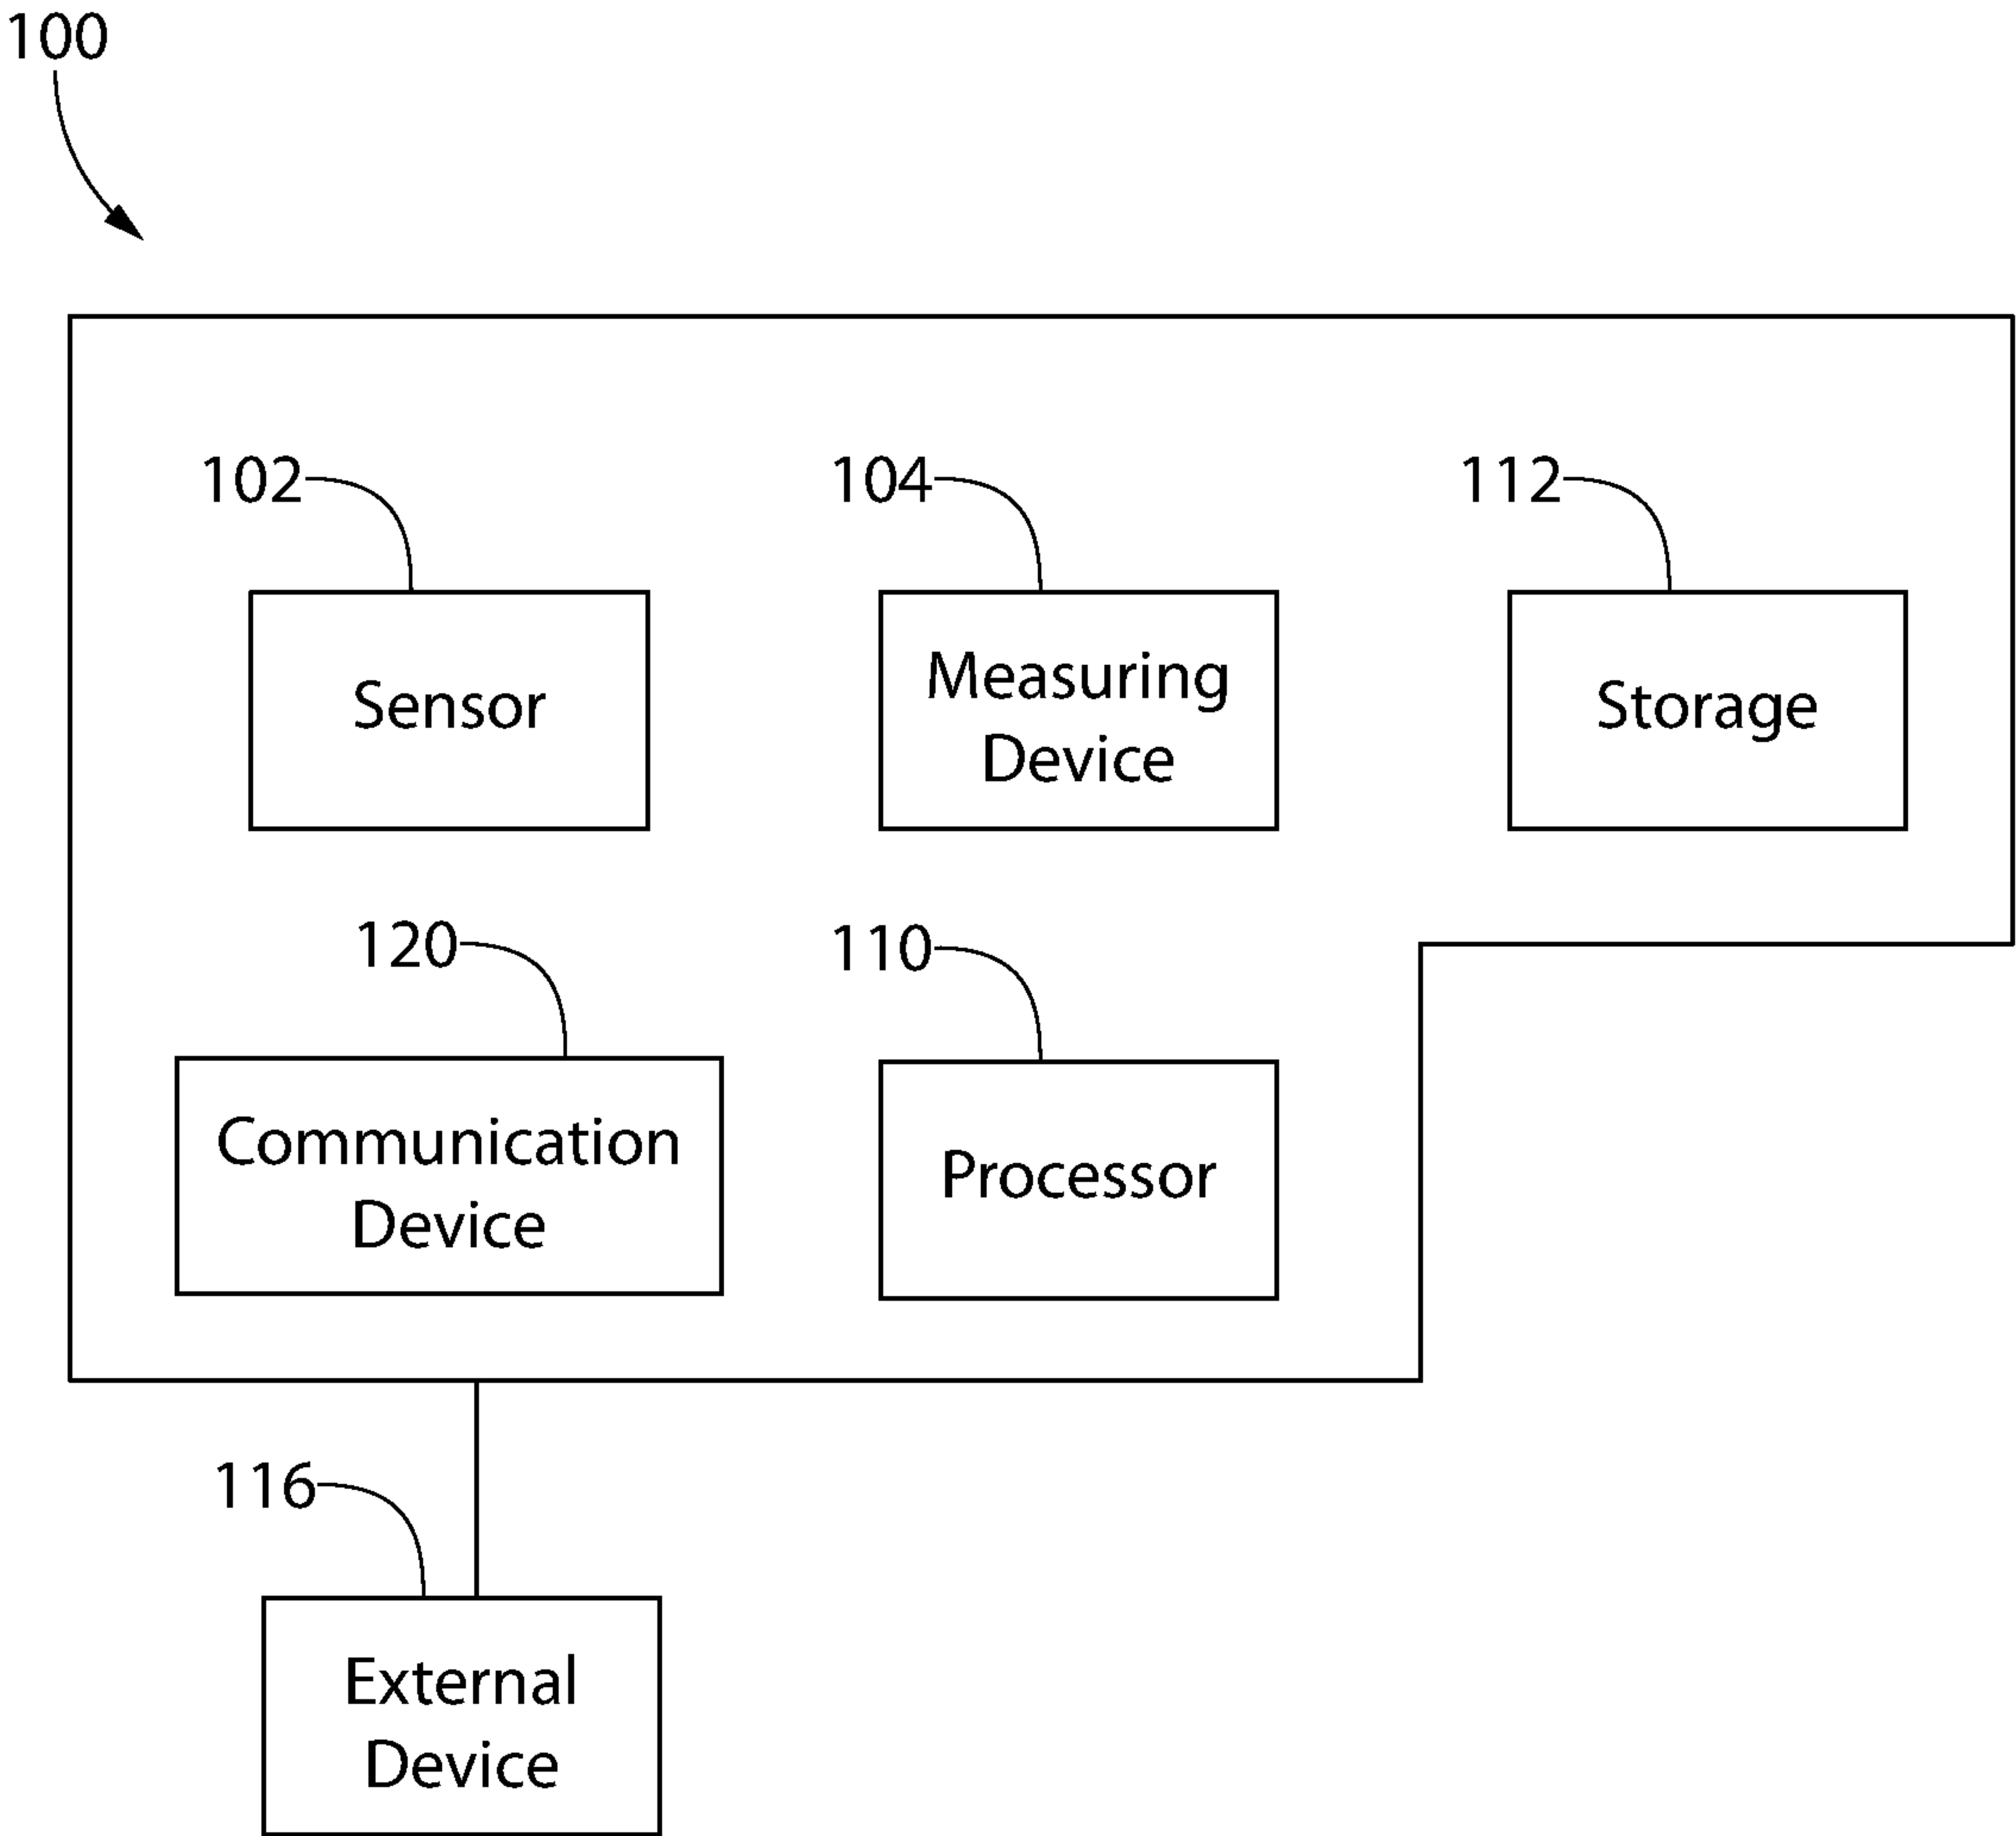 100
102
104
112
Sensor
Measuring
Device
Storage
120
110
Communication
Device
Processor
116
External
Device